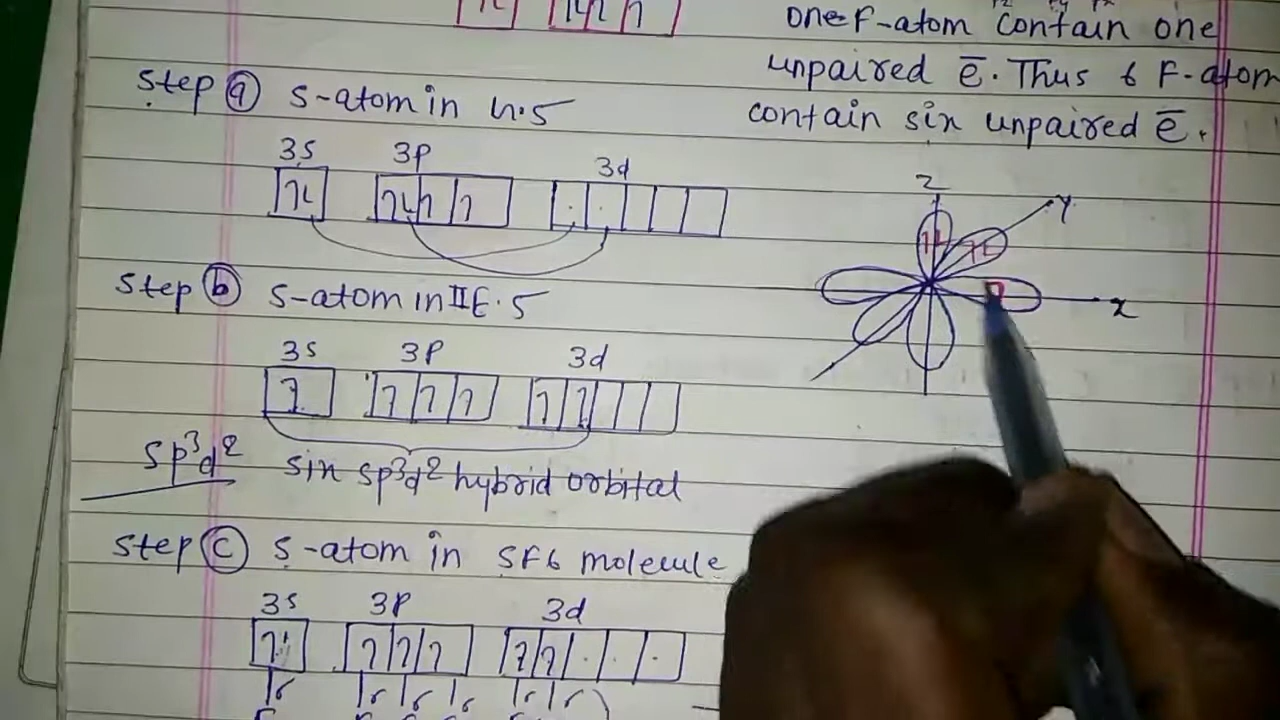 one F-atom contain one
unpaired e̅. Thus 6 F-atom
contain six unpaired e̅.
Step ⓐ S-atom in G.S
3s 3p 3d
Z
Y
X
Step ⓑ S-atom in IIE.S
3s 3p 3d
sp³d² six sp³d² hybrid orbital
Step ⓒ S-atom in SF6 molecule
3s 3p 3d